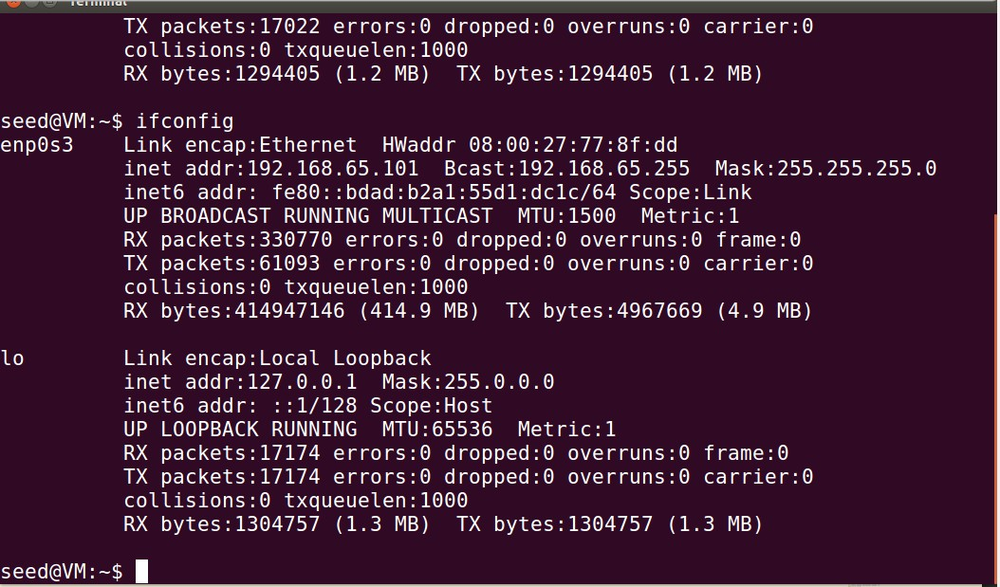 Terminal
TX packets:17022 errors:0 dropped:0 overruns:0 carrier:0
collisions:0 txqueuelen:1000
RX bytes:1294405 (1.2 MB)  TX bytes:1294405 (1.2 MB)
seed@VM:~$ ifconfig
enp0s3    Link encap:Ethernet  HWaddr 08:00:27:77:8f:dd
inet addr:192.168.65.101  Bcast:192.168.65.255  Mask:255.255.255.0
inet6 addr: fe80::bdad:b2a1:55d1:dc1c/64 Scope:Link
UP BROADCAST RUNNING MULTICAST  MTU:1500  Metric:1
RX packets:330770 errors:0 dropped:0 overruns:0 frame:0
TX packets:61093 errors:0 dropped:0 overruns:0 carrier:0
collisions:0 txqueuelen:1000
RX bytes:414947146 (414.9 MB)  TX bytes:4967669 (4.9 MB)
lo        Link encap:Local Loopback
inet addr:127.0.0.1  Mask:255.0.0.0
inet6 addr: ::1/128 Scope:Host
UP LOOPBACK RUNNING  MTU:65536  Metric:1
RX packets:17174 errors:0 dropped:0 overruns:0 frame:0
TX packets:17174 errors:0 dropped:0 overruns:0 carrier:0
collisions:0 txqueuelen:1000
RX bytes:1304757 (1.3 MB)  TX bytes:1304757 (1.3 MB)
seed@VM:~$